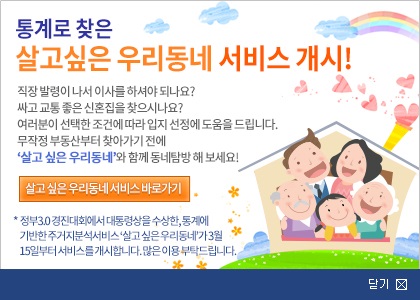 통계로 찾은
살고싶은 우리동네 서비스 개시!
직장 발령이 나서 이사를 하셔야 되나요?
싸고 교통 좋은 신혼집을 찾으시나요?
여러분이 선택한 조건에 따라 입지 선정에 도움을 드립니다.
무작정 부동산부터 찾아가기 전에
‘살고 싶은 우리동네’와 함께 동네탐방 해 보세요!
살고 싶은 우리동네 서비스 바로가기
* 정부3.0 경진대회에서 대통령상을 수상한, 통계에
기반한 주거지분석서비스 ‘살고 싶은 우리동네’가 3월
15일부터 서비스를 개시합니다. 많은 이용 부탁드립니다.
닫기